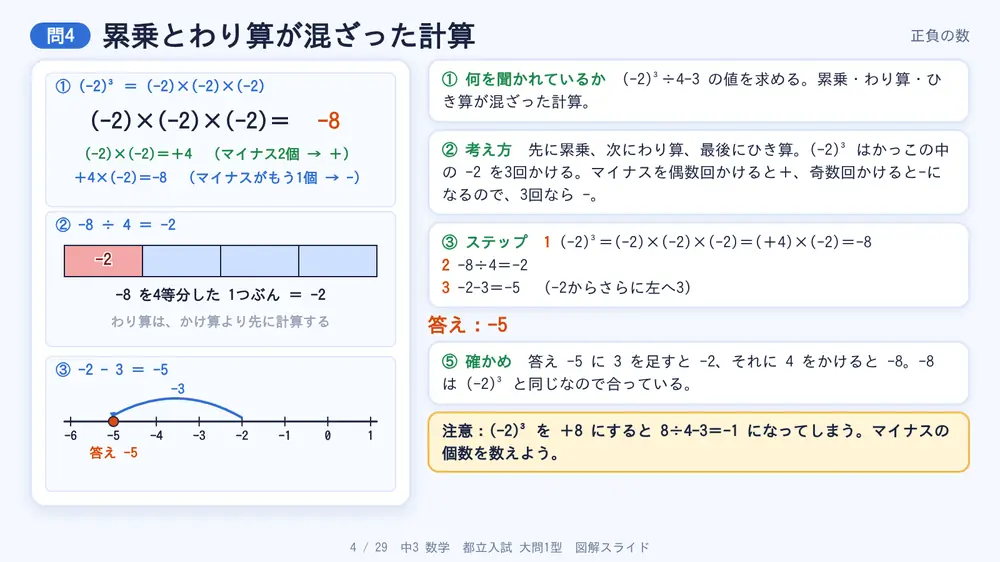 問4 累乗とわり算が混ざった計算
正負の数
① (-2)³ = (-2)×(-2)×(-2)
(-2)×(-2)×(-2)= -8
(-2)×(-2)=+4 (マイナス2個 → +)
+4×(-2)=-8 (マイナスがもう1個 → -)
② -8 ÷ 4 = -2
-2
-8 を4等分した 1つぶん = -2
わり算は、かけ算より先に計算する
③ -2 - 3 = -5
-3
-6 -5 -4 -3 -2 -1 0 1
答え -5
① 何を聞かれているか (-2)³÷4-3 の値を求める。累乗・わり算・ひ
き算が混ざった計算。
② 考え方 先に累乗、次にわり算、最後にひき算。(-2)³ はかっこの中
の -2 を3回かける。マイナスを偶数回かけると+、奇数回かけると-に
なるので、3回なら -。
③ ステップ 1 (-2)³=(-2)×(-2)×(-2)=(+4)×(-2)=-8
2 -8÷4=-2
3 -2-3=-5 (-2からさらに左へ3)
答え:-5
⑤ 確かめ 答え -5 に 3 を足すと -2、それに 4 をかけると -8。-8
は (-2)³ と同じなので合っている。
注意:(-2)³ を +8 にすると 8÷4-3=-1 になってしまう。マイナスの
個数を数えよう。
4 / 29 中3 数学 都立入試 大問1型 図解スライド